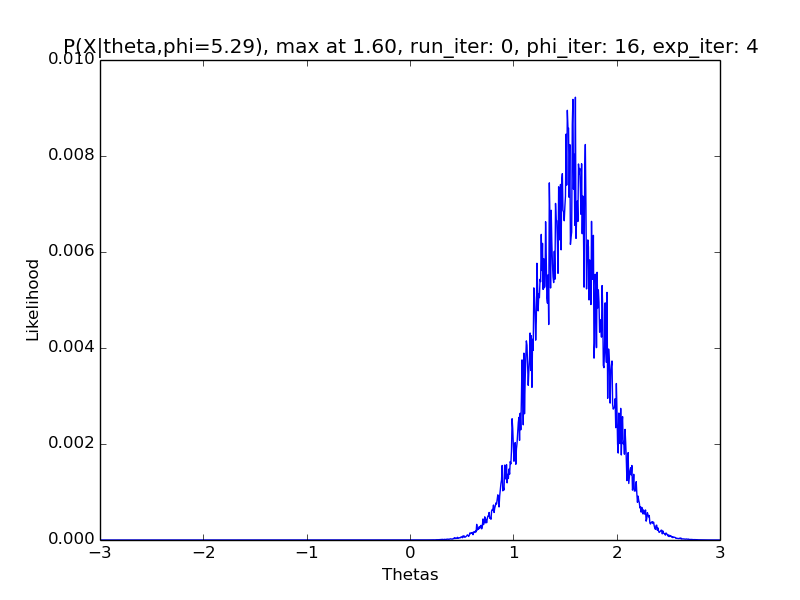 P(X|theta,phi=5.29), max at 1.60, run_iter: 0, phi_iter: 16, exp_iter: 4
0.010
0.008
0.006
0.004
0.002
0.000
Likelihood
−3 −2 −1 0 1 2 3
Thetas